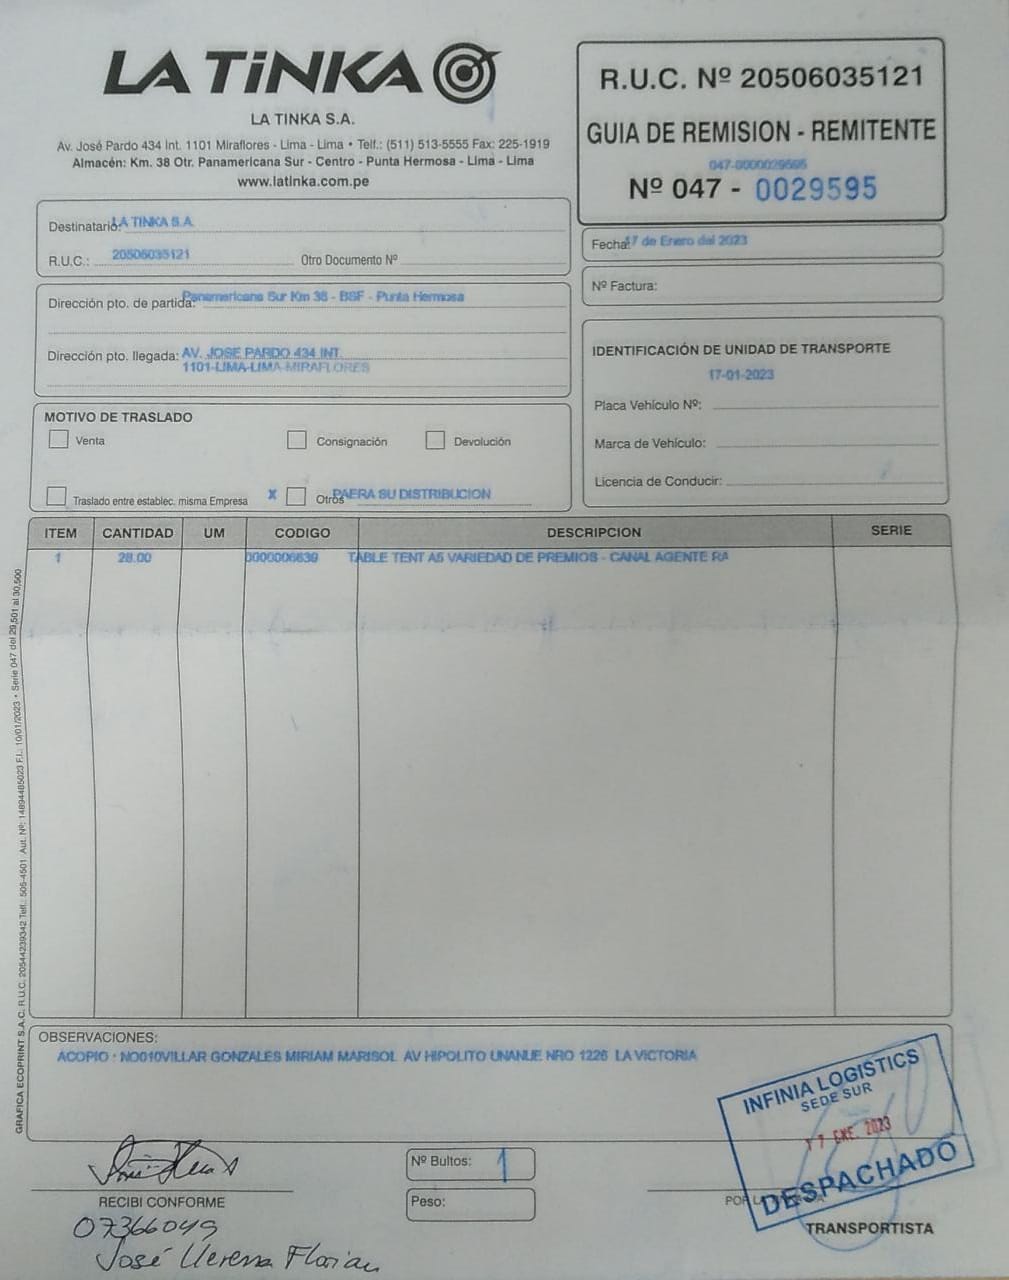 LA TiNKA
LA TINKA S.A.
Av. José Pardo 434 Int. 1101 Miraflores - Lima - Lima • Telf.: (511) 513-5555 Fax: 225-1919
Almacén: Km. 38 Otr. Panamericana Sur - Centro - Punta Hermosa - Lima - Lima
www.latinka.com.pe
R.U.C. Nº 20506035121
GUIA DE REMISION - REMITENTE
047-0000029595
Nº 047 - 0029595
Destinatario: LA TINKA S.A.
R.U.C.: 20506035121 Otro Documento Nº
Fecha: 17 de Enero del 2023
Nº Factura:
Dirección pto. de partida: Panamericana Sur Km 38 - BSF - Punta Hermosa
Dirección pto. llegada: AV. JOSE PARDO 434 INT.
1101-LIMA-LIMA-MIRAFLORES
IDENTIFICACIÓN DE UNIDAD DE TRANSPORTE
17-01-2023
Placa Vehículo Nº:
Marca de Vehículo:
Licencia de Conducir:
MOTIVO DE TRASLADO
Venta Consignación Devolución
Traslado entre establec. misma Empresa X Otros PAERA SU DISTRIBUCION
ITEM CANTIDAD UM CODIGO DESCRIPCION SERIE
1 28.00 0000006639 TABLE TENT A5 VARIEDAD DE PREMIOS - CANAL AGENTE RA
GRAFICA ECOPRINT S.A.C. R.U.C. 20544239342 Telf.: 505-4501 Aut. Nº: 14894485023 F.I.: 10/01/2023 • Serie 047 del 29,501 al 30,500
OBSERVACIONES:
ACOPIO : NO010VILLAR GONZALES MIRIAM MARISOL AV HIPOLITO UNANUE NRO 1226 LA VICTORIA
INFINIA LOGISTICS
SEDE SUR
17 ENE. 2023
DESPACHADO
Nº Bultos: 1
Peso:
RECIBI CONFORME
07366049
José Llerena Florian
POR
TRANSPORTISTA